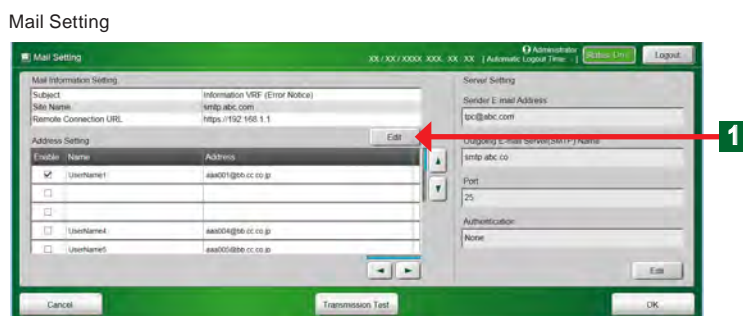 Mail Setting
Mail Setting
XX / XX / XXXX XXX. XX : XX [ Automatic Logout Time: - ]
Administrator
Logout
Mail Information Setting
Subject Information VRF (Error Notice)
Site Name smtp.abc.com
Remote Connection URL https://192.168.1.1
Edit
1
Address Setting
Enable Name Address
UserName1 aaa001@bb.cc.co.jp
UserName4 aaa004@bb.cc.co.jp
UserName5 aaa005@bb.cc.co.jp
Server Setting
Sender E-mail Address
tpc@abc.com
Outgoing E-mail Server(SMTP) Name
smtp.abc.co
Port
25
Authentication
None
Edit
Cancel
Transmission Test
OK